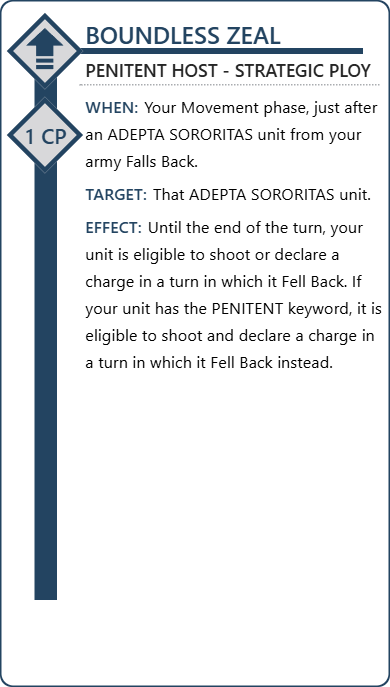 BOUNDLESS ZEAL
PENITENT HOST - STRATEGIC PLOY
1 CP
WHEN: Your Movement phase, just after
an ADEPTA SORORITAS unit from your
army Falls Back.
TARGET: That ADEPTA SORORITAS unit.
EFFECT: Until the end of the turn, your
unit is eligible to shoot or declare a
charge in a turn in which it Fell Back. If
your unit has the PENITENT keyword, it is
eligible to shoot and declare a charge in
a turn in which it Fell Back instead.